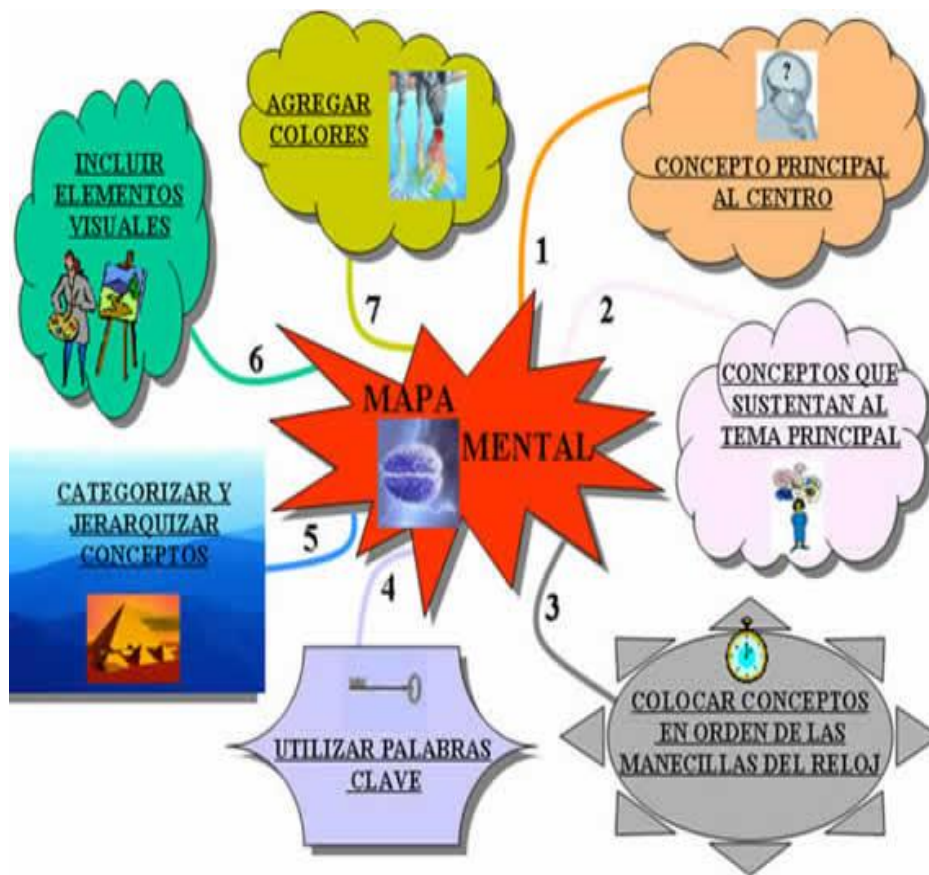 MAPA
MENTAL
1
?
CONCEPTO PRINCIPAL
AL CENTRO
2
CONCEPTOS QUE
SUSTENTAN AL
TEMA PRINCIPAL
3
COLOCAR CONCEPTOS
EN ORDEN DE LAS
MANECILLAS DEL RELOJ
4
UTILIZAR PALABRAS
CLAVE
5
CATEGORIZAR Y
JERARQUIZAR
CONCEPTOS
6
INCLUIR
ELEMENTOS
VISUALES
7
AGREGAR
COLORES